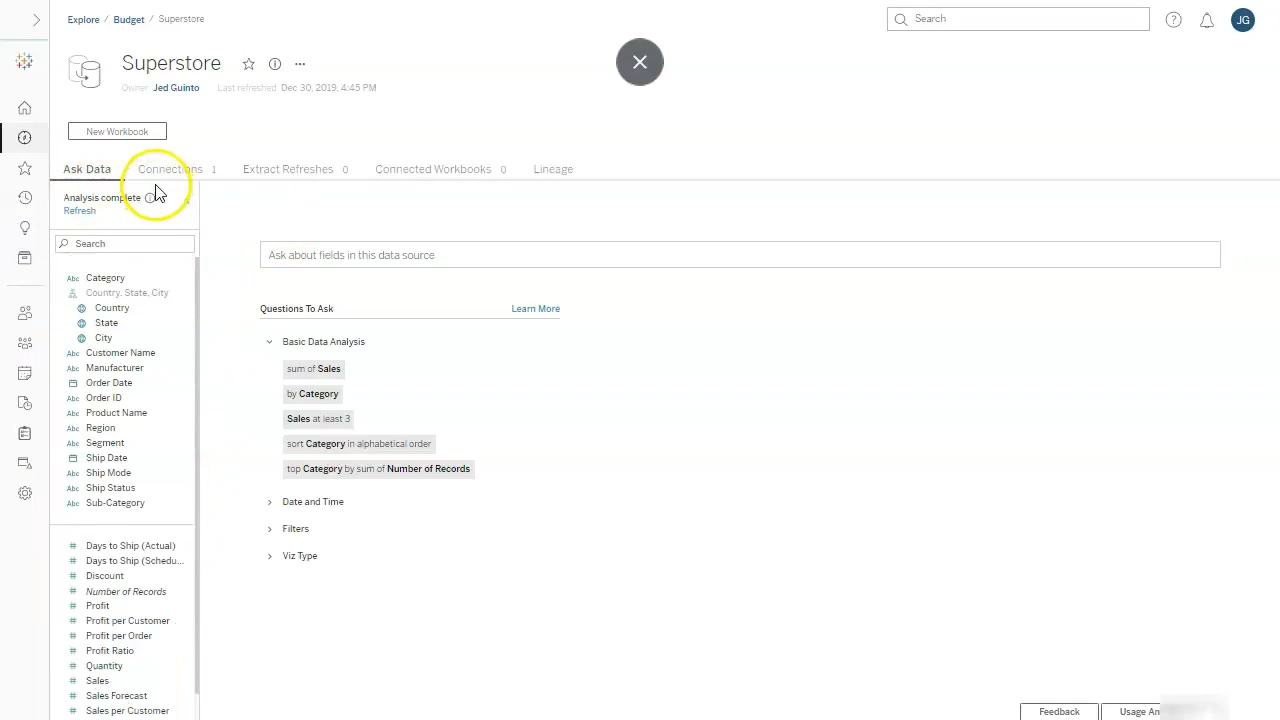 Explore / Budget / Superstore
Search
JG
Superstore
Owner Jed Guinto Last refreshed Dec 30, 2019, 4:45 PM
New Workbook
Ask Data Connections 1 Extract Refreshes 0 Connected Workbooks 0 Lineage
Analysis complete
Refresh
Search
Category
Country, State, City
Country
State
City
Customer Name
Manufacturer
Order Date
Order ID
Product Name
Region
Segment
Ship Date
Ship Mode
Ship Status
Sub-Category
Days to Ship (Actual)
Days to Ship (Schedu...
Discount
Number of Records
Profit
Profit per Customer
Profit per Order
Profit Ratio
Quantity
Sales
Sales Forecast
Sales per Customer
Ask about fields in this data source
Questions To Ask Learn More
Basic Data Analysis
sum of Sales
by Category
Sales at least 3
sort Category in alphabetical order
top Category by sum of Number of Records
Date and Time
Filters
Viz Type
Feedback Usage An